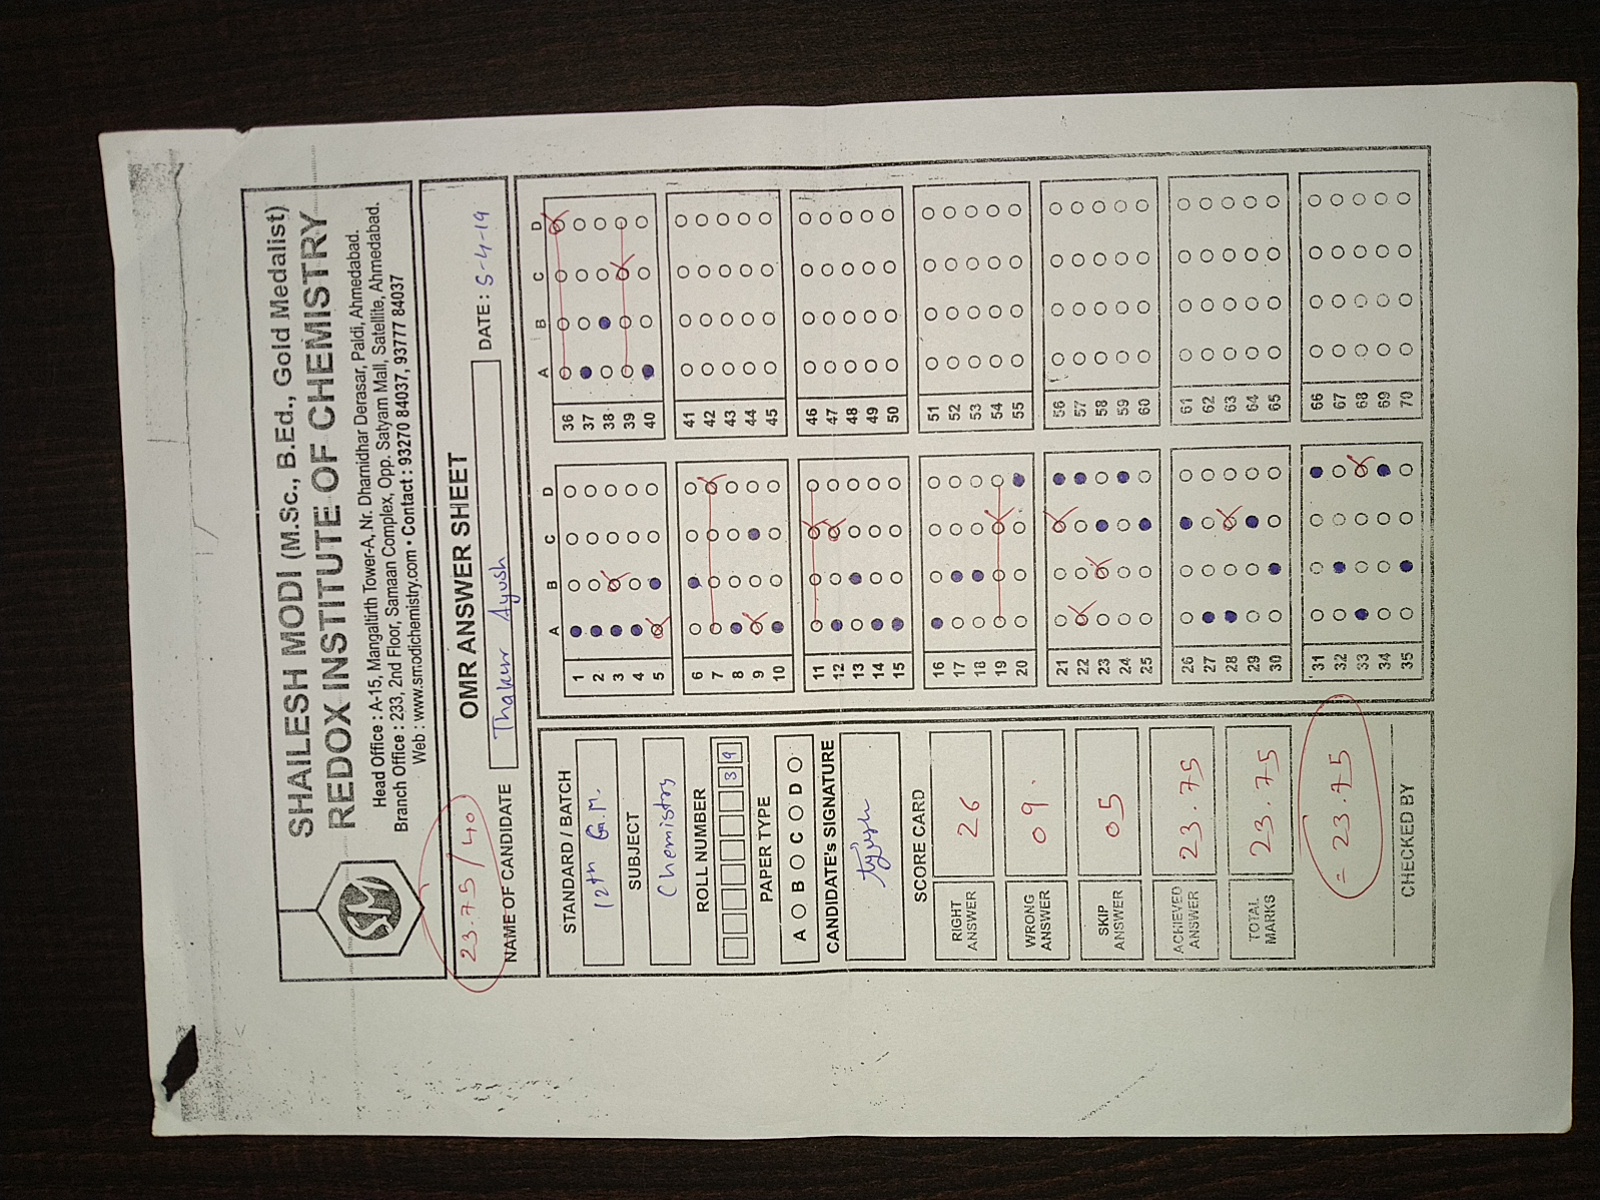 SHAILESH MODI (M.Sc., B.Ed., Gold Medalist)
REDOX INSTITUTE OF CHEMISTRY
Head Office : A-15, Mangaltirth Tower-A, Nr. Dharnidhar Derasar, Paldi, Ahmedabad.
Branch Office : 233, 2nd Floor, Samaan Complex, Opp. Satyam Mall, Satellite, Ahmedabad.
Web : www.smodichemistry.com • Contact : 93270 84037, 93777 84037
SM
23.75/40
OMR ANSWER SHEET
NAME OF CANDIDATE Thakur Ayush DATE : 5-4-19
STANDARD / BATCH
12th G.M.
SUBJECT
Chemistry
ROLL NUMBER
39
PAPER TYPE
A B C D
CANDIDATE's SIGNATURE
SCORE CARD
RIGHT ANSWER 26
WRONG ANSWER 09.
SKIP ANSWER 05
ACHIEVED ANSWER 23.75
TOTAL MARKS 23.75
= 23.75
CHECKED BY
A B C D
1
2
3
4
5
6
7
8
9
10
11
12
13
14
15
16
17
18
19
20
21
22
23
24
25
26
27
28
29
30
31
32
33
34
35
A B C D
36
37
38
39
40
41
42
43
44
45
46
47
48
49
50
51
52
53
54
55
56
57
58
59
60
61
62
63
64
65
66
67
68
69
70